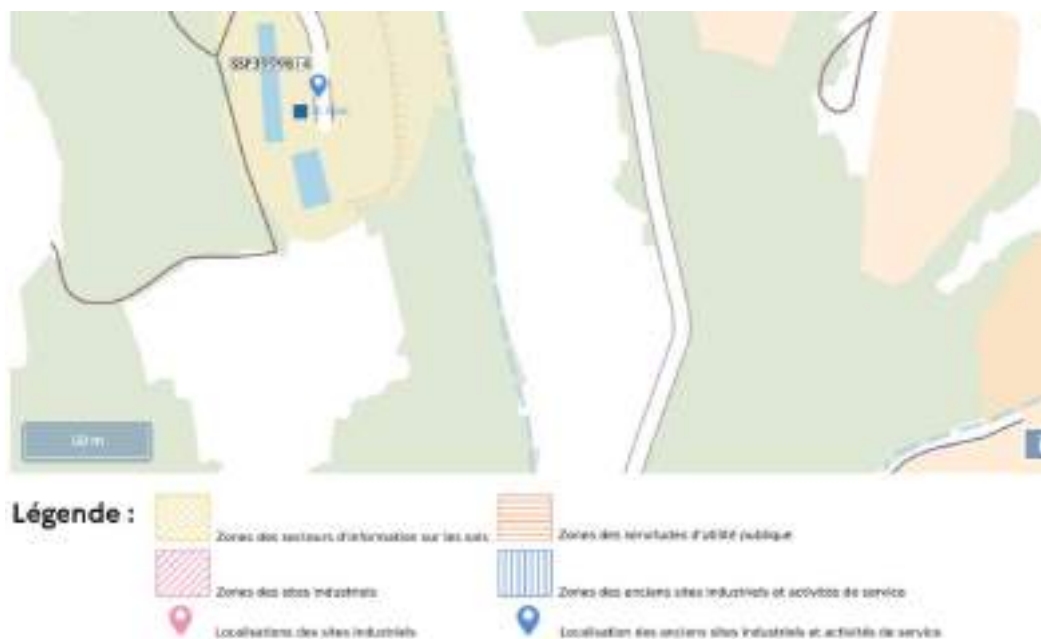 SSP3999814
60 m
Légende :
Zones des secteurs d'information sur les sols
Zones des servitudes d'utilité publique
Zones des sites industriels
Zones des anciens sites industriels et activités de service
Localisations des sites industriels
Localisation des anciens sites industriels et activités de service